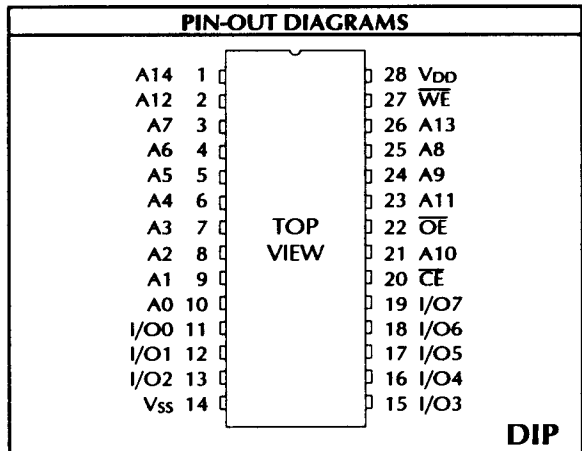 PIN-OUT DIAGRAMS
A14 1 28 VDD
A12 2 27 W̅E̅
A7 3 26 A13
A6 4 25 A8
A5 5 24 A9
A4 6 23 A11
A3 7 TOP 22 O̅E̅
A2 8 VIEW 21 A10
A1 9 20 C̅E̅
A0 10 19 I/O7
I/O0 11 18 I/O6
I/O1 12 17 I/O5
I/O2 13 16 I/O4
Vss 14 15 I/O3
DIP